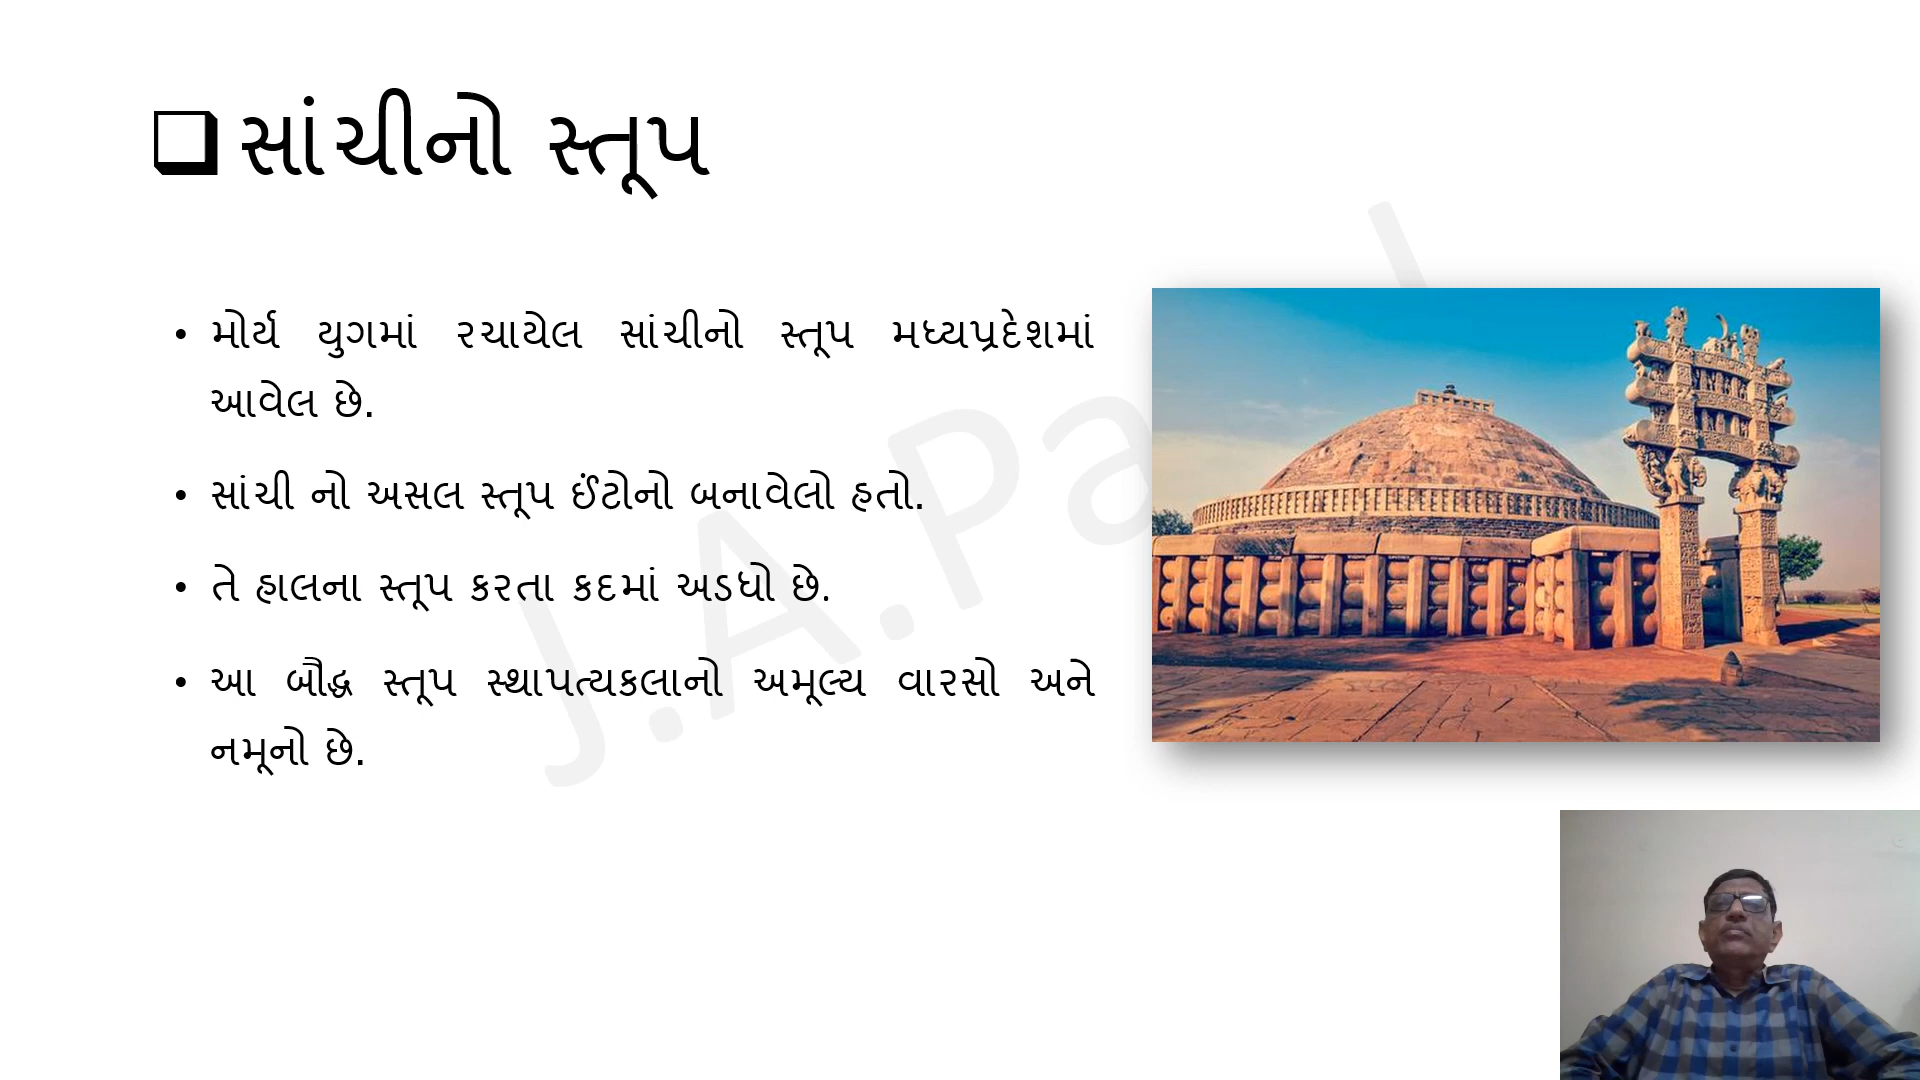 સાંચીનો સ્તૂપ
• મોર્ય યુગમાં રચાયેલ સાંચીનો સ્તૂપ મધ્યપ્રદેશમાં
આવેલ છે.
• સાંચી નો અસલ સ્તૂપ ઈંટોનો બનાવેલો હતો.
• તે હાલના સ્તૂપ કરતા કદમાં અડધો છે.
• આ બૌદ્ધ સ્તૂપ સ્થાપત્યકલાનો અમૂલ્ય વારસો અને
નમૂનો છે.